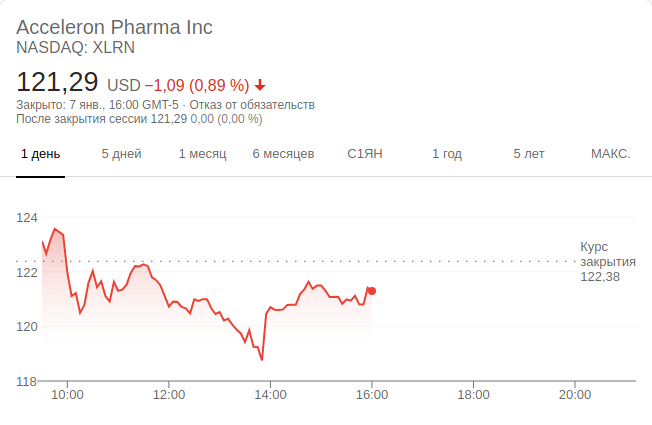 Acceleron Pharma Inc
NASDAQ: XLRN
121,29 USD −1,09 (0,89 %)
Закрыто: 7 янв., 16:00 GMT-5 · Отказ от обязательств
После закрытия сессии 121,29 0,00 (0,00 %)
1 день 5 дней 1 месяц 6 месяцев С1ЯН 1 год 5 лет МАКС.
124
122
120
118
Курс
закрытия
122,38
10:00 12:00 14:00 16:00 18:00 20:00